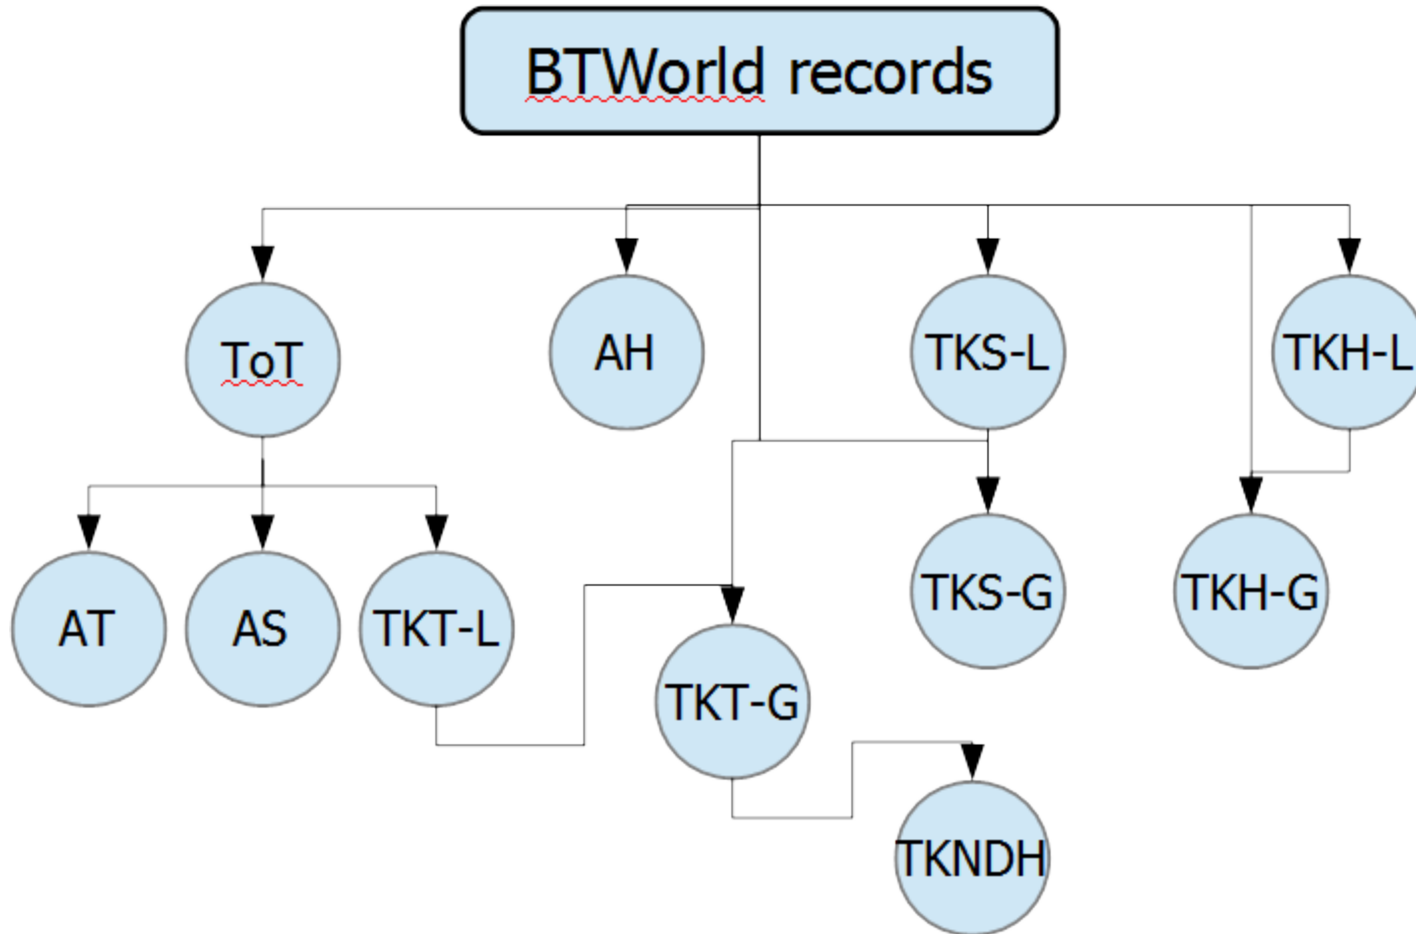 BTWorld records
ToT
AH
TKS-L
TKH-L
AT
AS
TKT-L
TKT-G
TKS-G
TKH-G
TKNDH